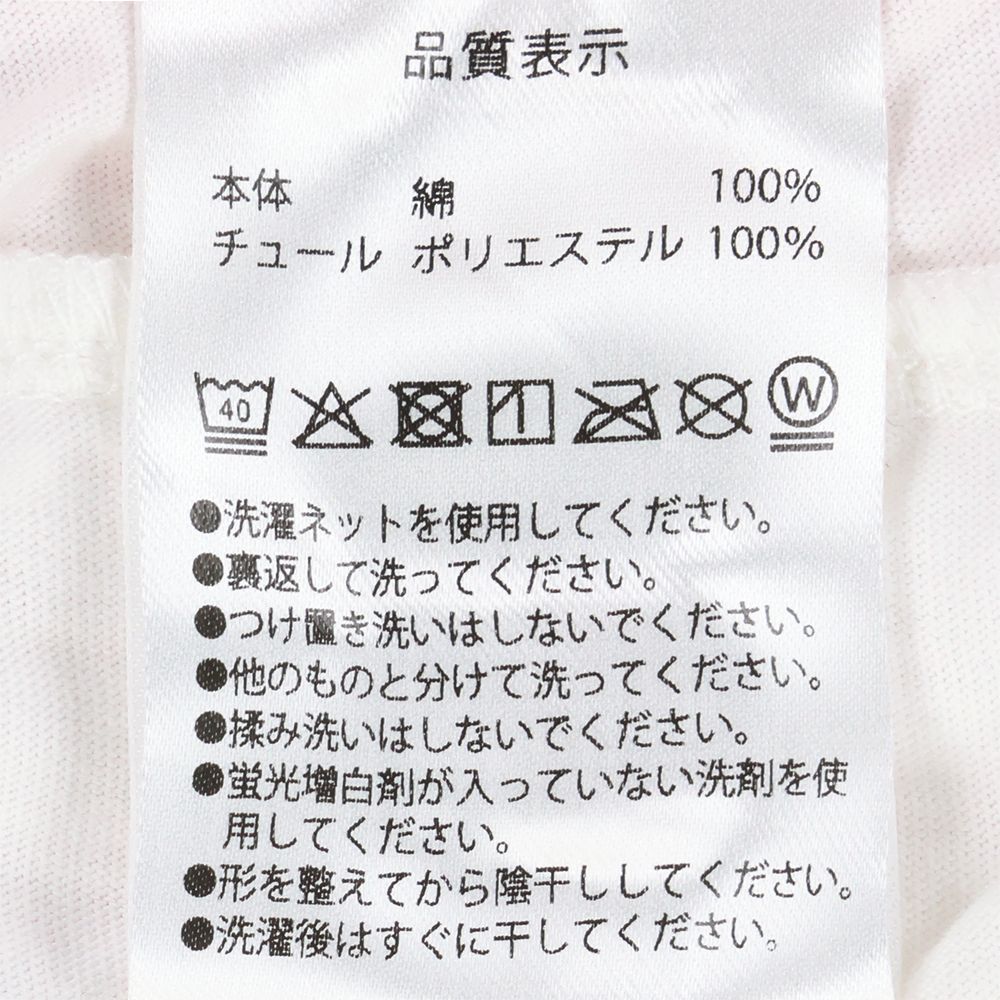 品質表示
本体 綿 100%
チュール ポリエステル 100%
40 W
●洗濯ネットを使用してください。
●裏返して洗ってください。
●つけ置き洗いはしないでください。
●他のものと分けて洗ってください。
●揉み洗いはしないでください。
●蛍光増白剤が入っていない洗剤を使
用してください。
●形を整えてから陰干ししてください。
●洗濯後はすぐに干してください。